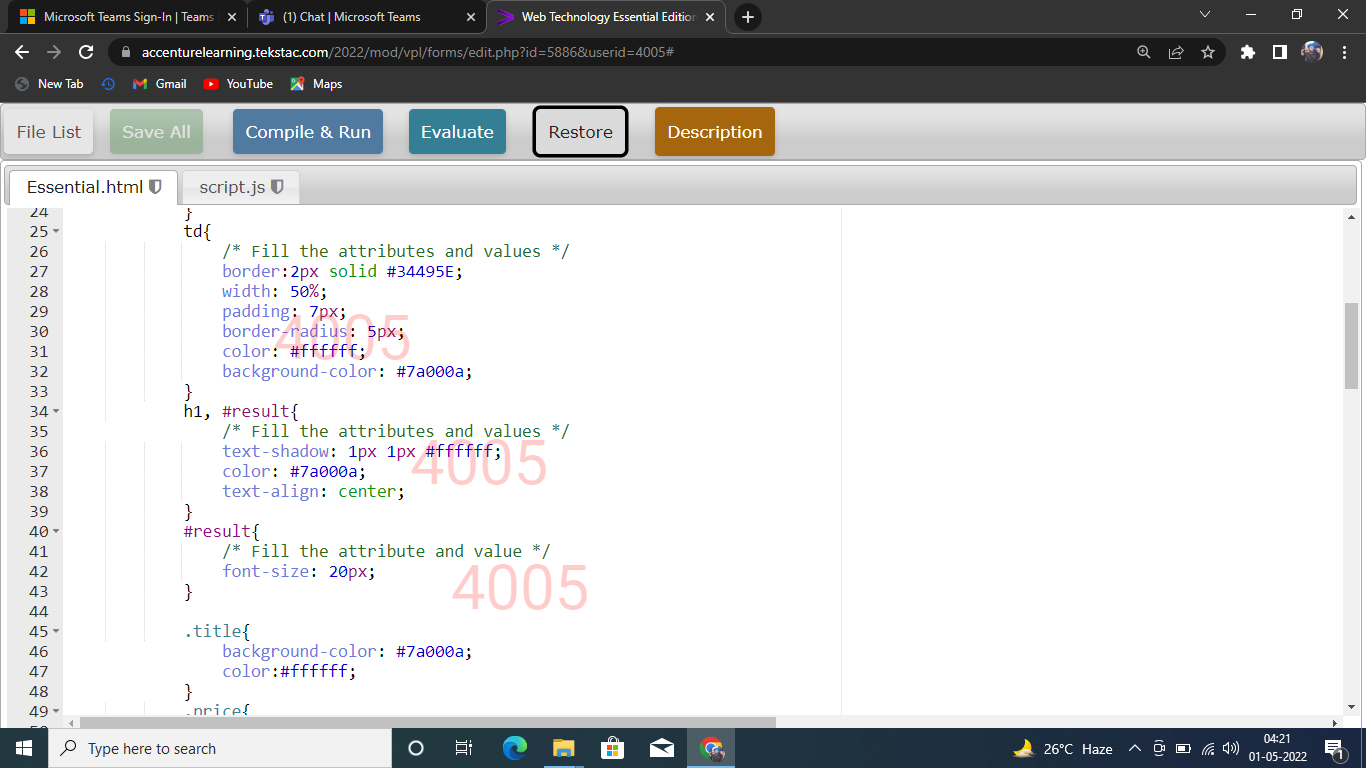 Microsoft Teams Sign-In | Teams
(1) Chat | Microsoft Teams
Web Technology Essential Edition
accenturelearning.tekstac.com/2022/mod/vpl/forms/edit.php?id=5886&userid=4005#
New Tab
Gmail
YouTube
Maps
File List
Save All
Compile & Run
Evaluate
Restore
Description
Essential.html
script.js
24 }
25 td{
26 /* Fill the attributes and values */
27 border:2px solid #34495E;
28 width: 50%;
29 padding: 7px;
30 border-radius: 5px;
31 color: #ffffff;
32 background-color: #7a000a;
33 }
34 h1, #result{
35 /* Fill the attributes and values */
36 text-shadow: 1px 1px #ffffff;
37 color: #7a000a;
38 text-align: center;
39 }
40 #result{
41 /* Fill the attribute and value */
42 font-size: 20px;
43 }
44
45 .title{
46 background-color: #7a000a;
47 color:#ffffff;
48 }
49 .price{
4005
4005
4005
Type here to search
26°C Haze
04:21
01-05-2022
1